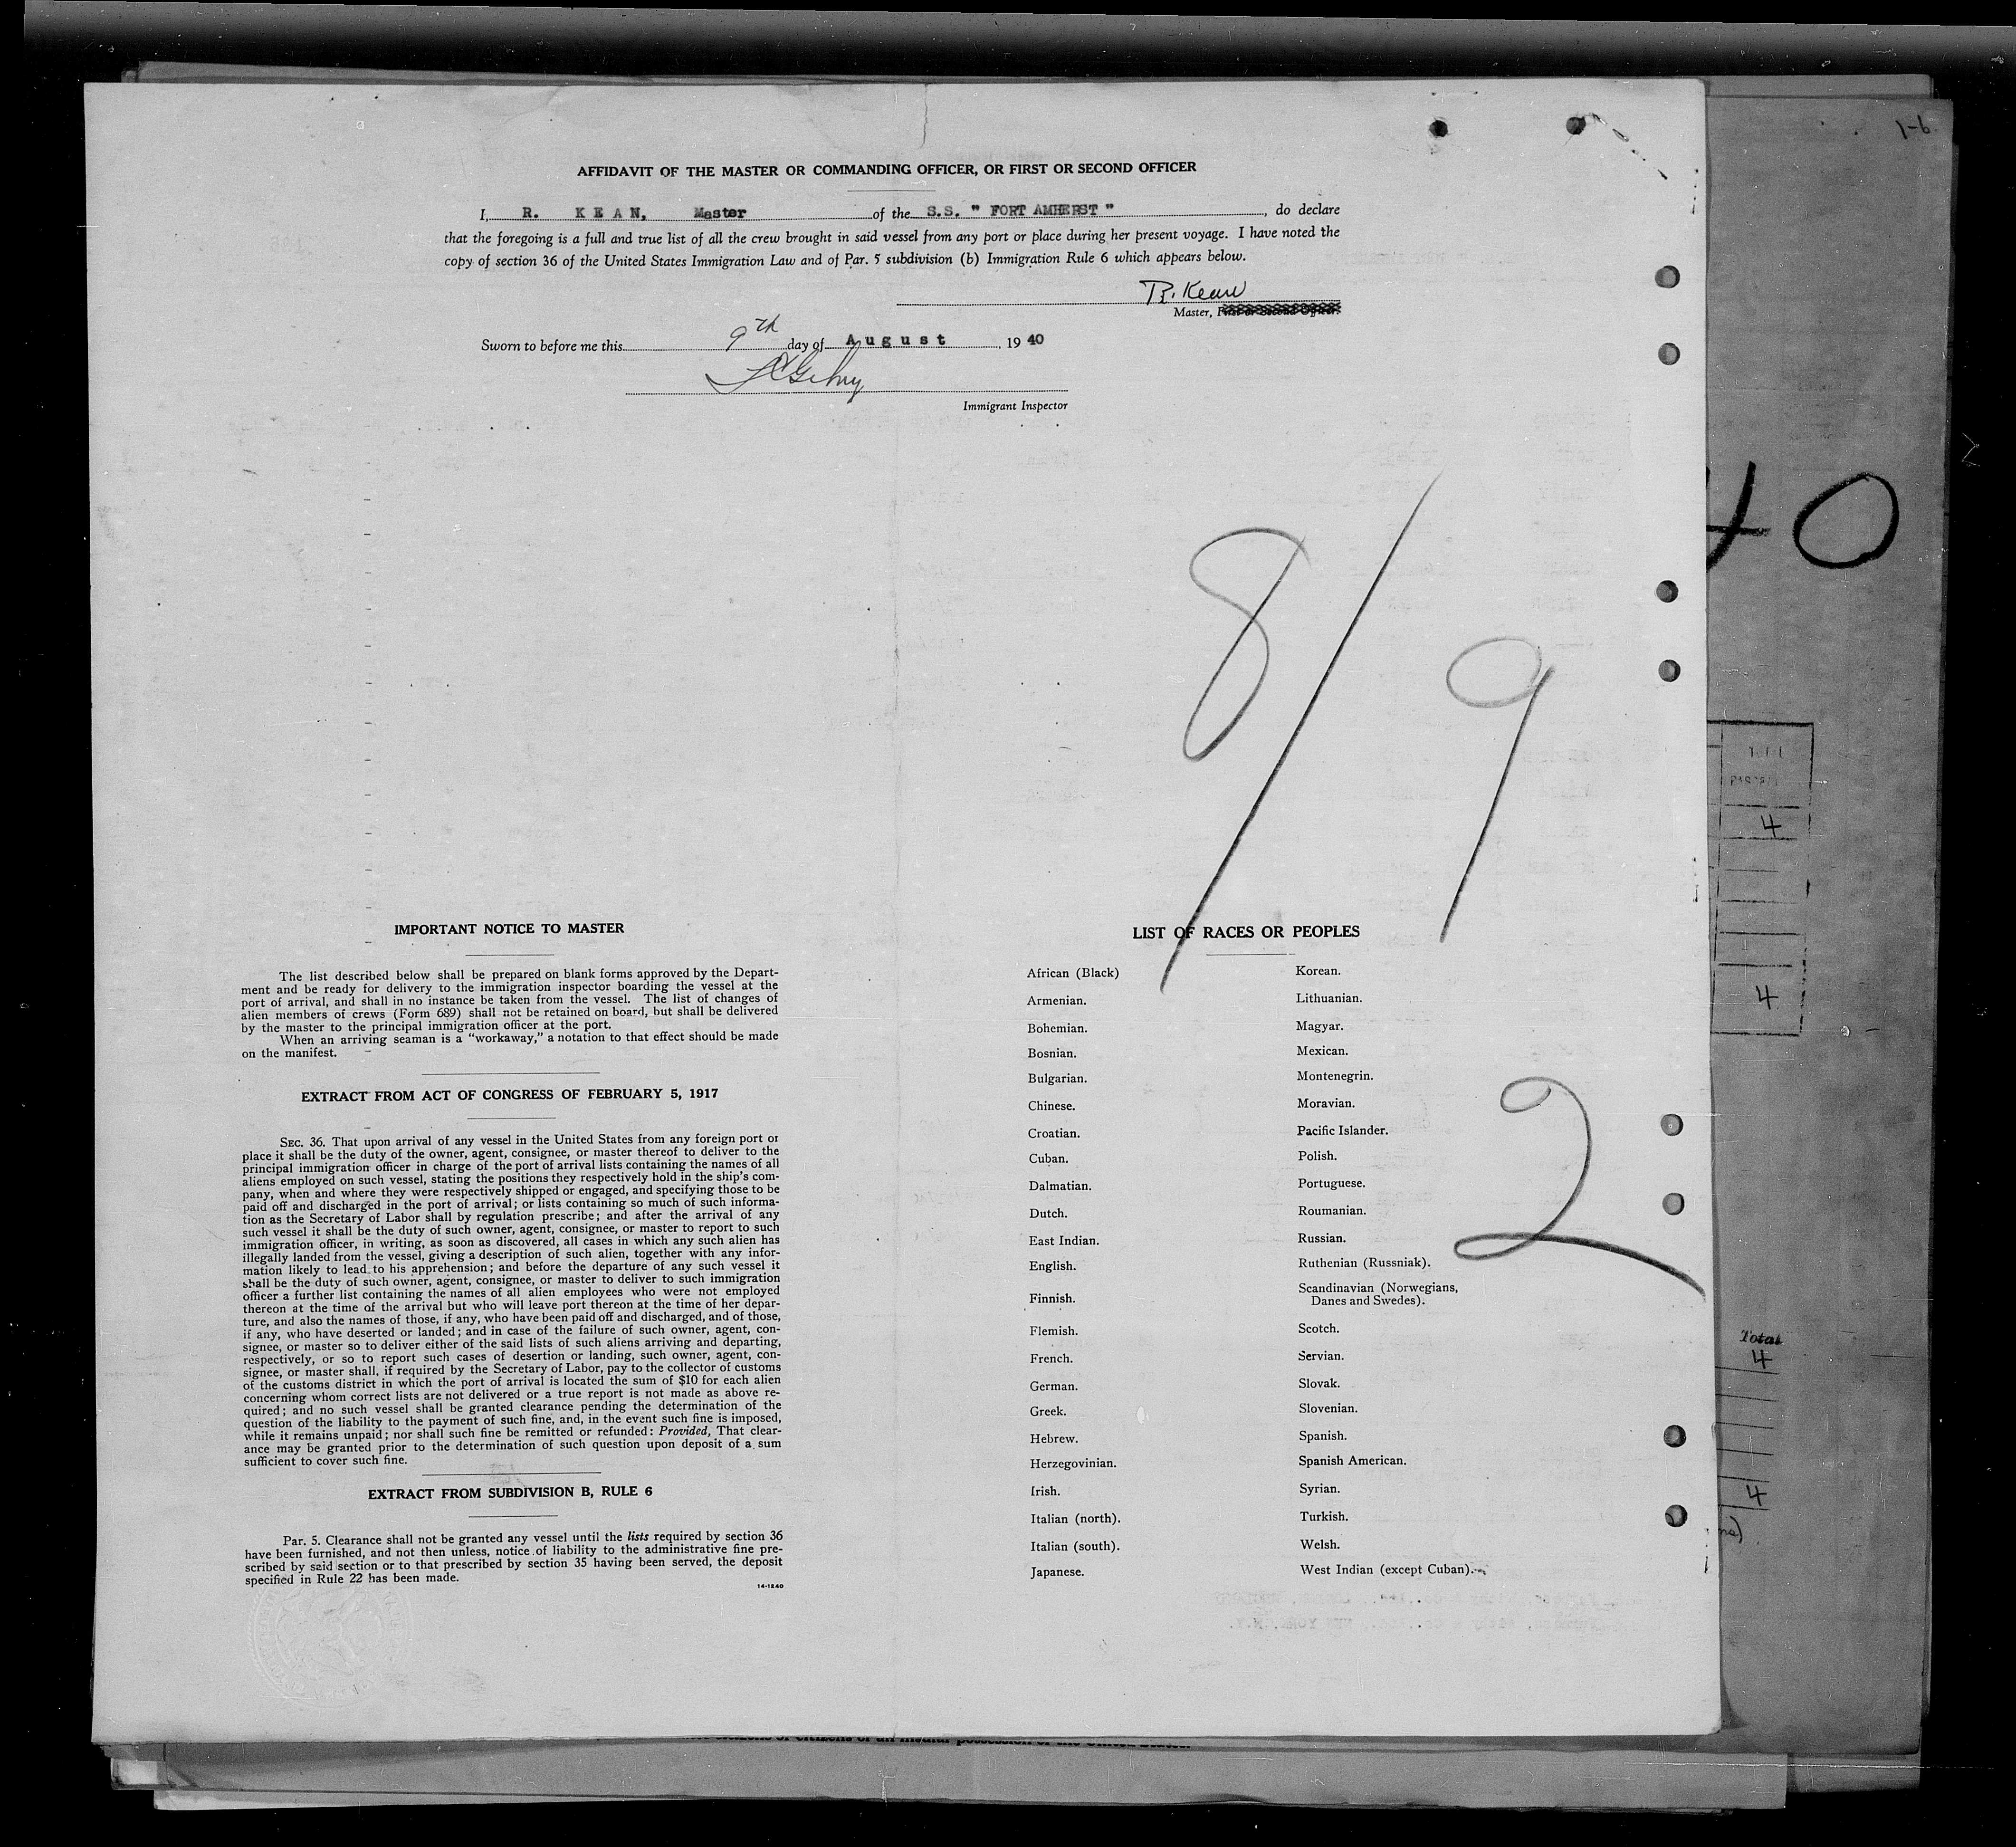 1-6
AFFIDAVIT OF THE MASTER OR COMMANDING OFFICER, OR FIRST OR SECOND OFFICER
I, R. KEAN, Master of the S.S. " FORT AMHERST ", do declare
that the foregoing is a full and true list of all the crew brought in said vessel from any port or place during her present voyage. I have noted the
copy of section 36 of the United States Immigration Law and of Par. 5 subdivision (b) Immigration Rule 6 which appears below.
R. Kean
Master,
Sworn to before me this 9th day of August, 1940
Immigrant Inspector
40
8/9
2
IMPORTANT NOTICE TO MASTER
The list described below shall be prepared on blank forms approved by the Depart-
ment and be ready for delivery to the immigration inspector boarding the vessel at the
port of arrival, and shall in no instance be taken from the vessel. The list of changes of
alien members of crews (Form 689) shall not be retained on board, but shall be delivered
by the master to the principal immigration officer at the port.
When an arriving seaman is a "workaway," a notation to that effect should be made
on the manifest.
EXTRACT FROM ACT OF CONGRESS OF FEBRUARY 5, 1917
SEC. 36. That upon arrival of any vessel in the United States from any foreign port or
place it shall be the duty of the owner, agent, consignee, or master thereof to deliver to the
principal immigration officer in charge of the port of arrival lists containing the names of all
aliens employed on such vessel, stating the positions they respectively hold in the ship's com-
pany, when and where they were respectively shipped or engaged, and specifying those to be
paid off and discharged in the port of arrival; or lists containing so much of such informa-
tion as the Secretary of Labor shall by regulation prescribe; and after the arrival of any
such vessel it shall be the duty of such owner, agent, consignee, or master to report to such
immigration officer, in writing, as soon as discovered, all cases in which any such alien has
illegally landed from the vessel, giving a description of such alien, together with any infor-
mation likely to lead to his apprehension; and before the departure of any such vessel it
shall be the duty of such owner, agent, consignee, or master to deliver to such immigration
officer a further list containing the names of all alien employees who were not employed
thereon at the time of the arrival but who will leave port thereon at the time of her depar-
ture, and also the names of those, if any, who have been paid off and discharged, and of those,
if any, who have deserted or landed; and in case of the failure of such owner, agent, con-
signee, or master so to deliver either of the said lists of such aliens arriving and departing,
respectively, or so to report such cases of desertion or landing, such owner, agent, con-
signee, or master shall, if required by the Secretary of Labor, pay to the collector of customs
of the customs district in which the port of arrival is located the sum of $10 for each alien
concerning whom correct lists are not delivered or a true report is not made as above re-
quired; and no such vessel shall be granted clearance pending the determination of the
question of the liability to the payment of such fine, and, in the event such fine is imposed,
while it remains unpaid; nor shall such fine be remitted or refunded: Provided, That clear-
ance may be granted prior to the determination of such question upon deposit of a sum
sufficient to cover such fine.
EXTRACT FROM SUBDIVISION B, RULE 6
Par. 5. Clearance shall not be granted any vessel until the lists required by section 36
have been furnished, and not then unless, notice of liability to the administrative fine pre-
scribed by said section or to that prescribed by section 35 having been served, the deposit
specified in Rule 22 has been made.
14-1240
LIST OF RACES OR PEOPLES
African (Black)
Armenian.
Bohemian.
Bosnian.
Bulgarian.
Chinese.
Croatian.
Cuban.
Dalmatian.
Dutch.
East Indian.
English.
Finnish.
Flemish.
French.
German.
Greek.
Hebrew.
Herzegovinian.
Irish.
Italian (north).
Italian (south).
Japanese.
Korean.
Lithuanian.
Magyar.
Mexican.
Montenegrin.
Moravian.
Pacific Islander.
Polish.
Portuguese.
Roumanian.
Russian.
Ruthenian (Russniak).
Scandinavian (Norwegians,
Danes and Swedes).
Scotch.
Servian.
Slovak.
Slovenian.
Spanish.
Spanish American.
Syrian.
Turkish.
Welsh.
West Indian (except Cuban).
4
4
Total
4
4